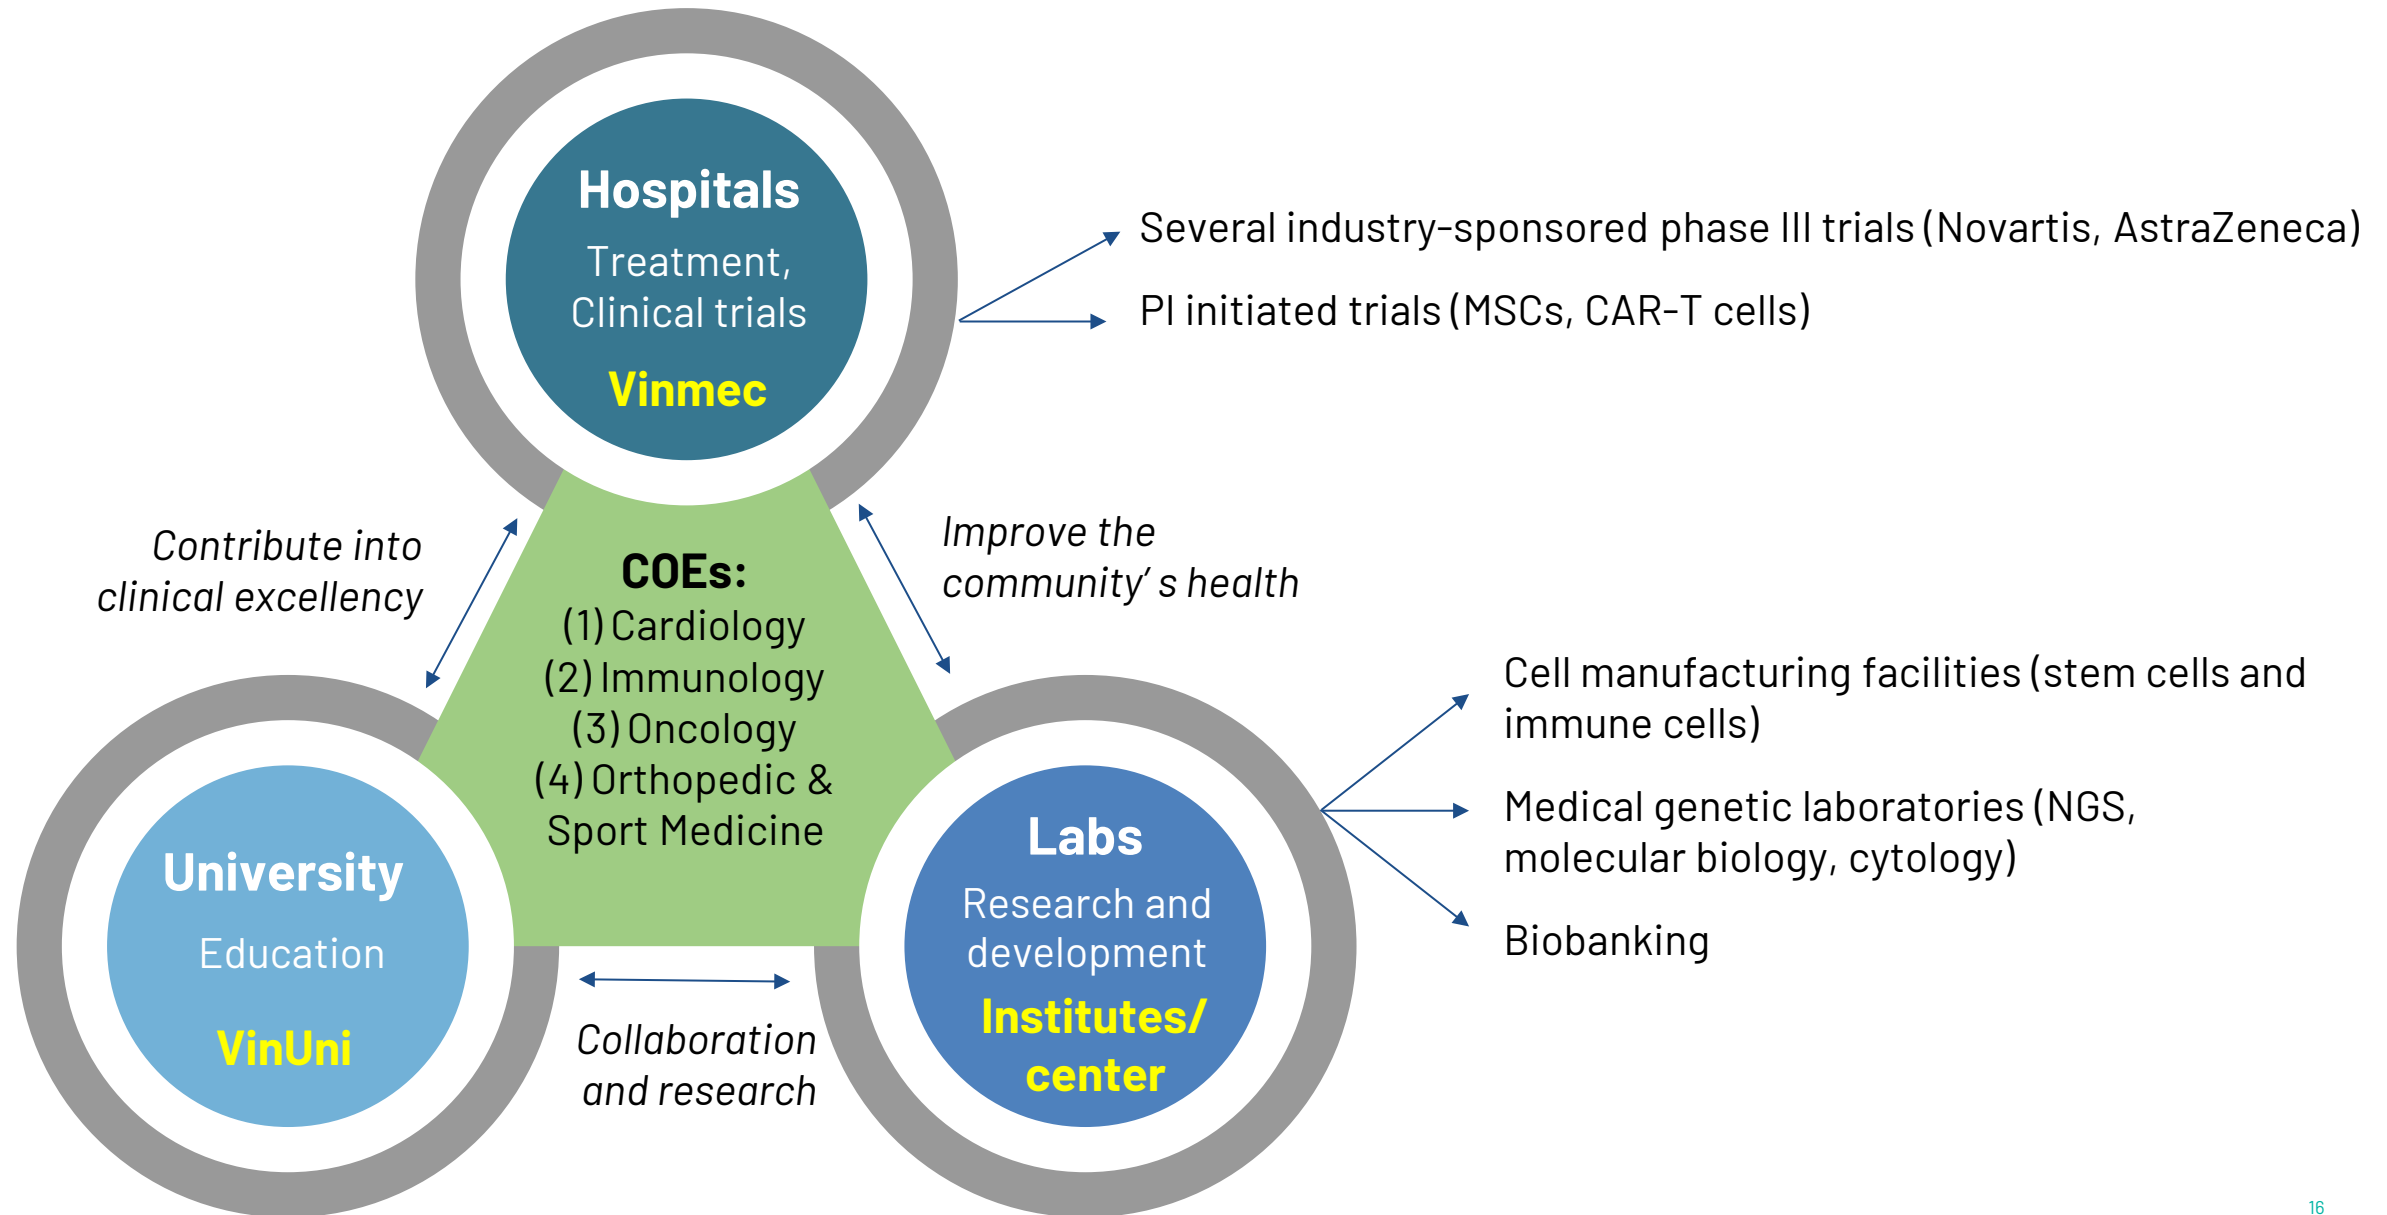 Hospitals
Treatment,
Clinical trials
Vinmec
Several industry-sponsored phase III trials (Novartis, AstraZeneca)
PI initiated trials (MSCs, CAR-T cells)
Contribute into
clinical excellency
Improve the
community’ s health
COEs:
(1) Cardiology
(2) Immunology
(3) Oncology
(4) Orthopedic &
Sport Medicine
University
Education
VinUni
Collaboration
and research
Labs
Research and
development
Institutes/
center
Cell manufacturing facilities (stem cells and
immune cells)
Medical genetic laboratories (NGS,
molecular biology, cytology)
Biobanking
16